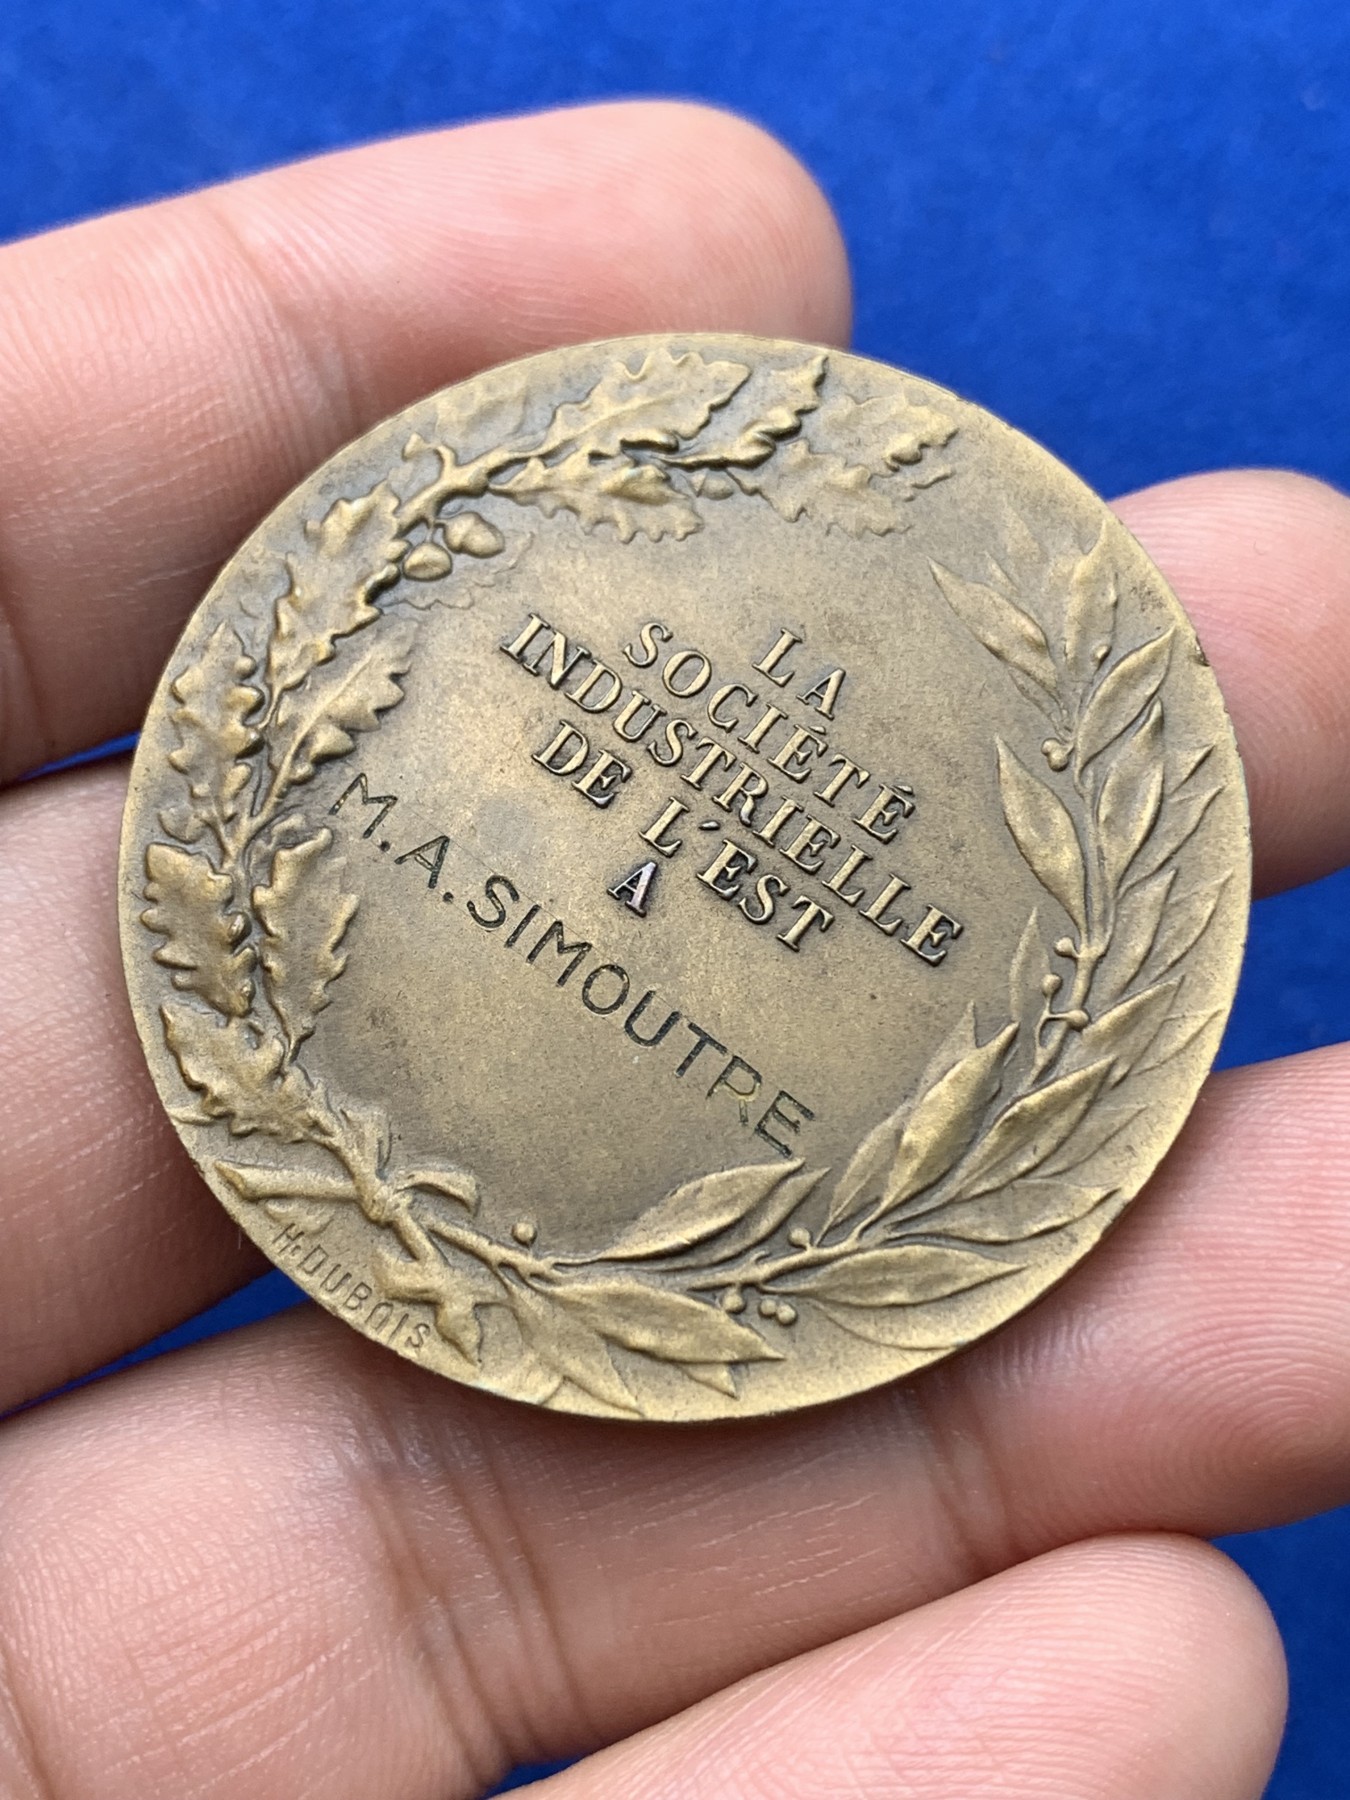 LA
SOCIÉTÉ
INDUSTRIELLE
DE L'EST
A
M.A.SIMOUTRE
H·DUBOIS